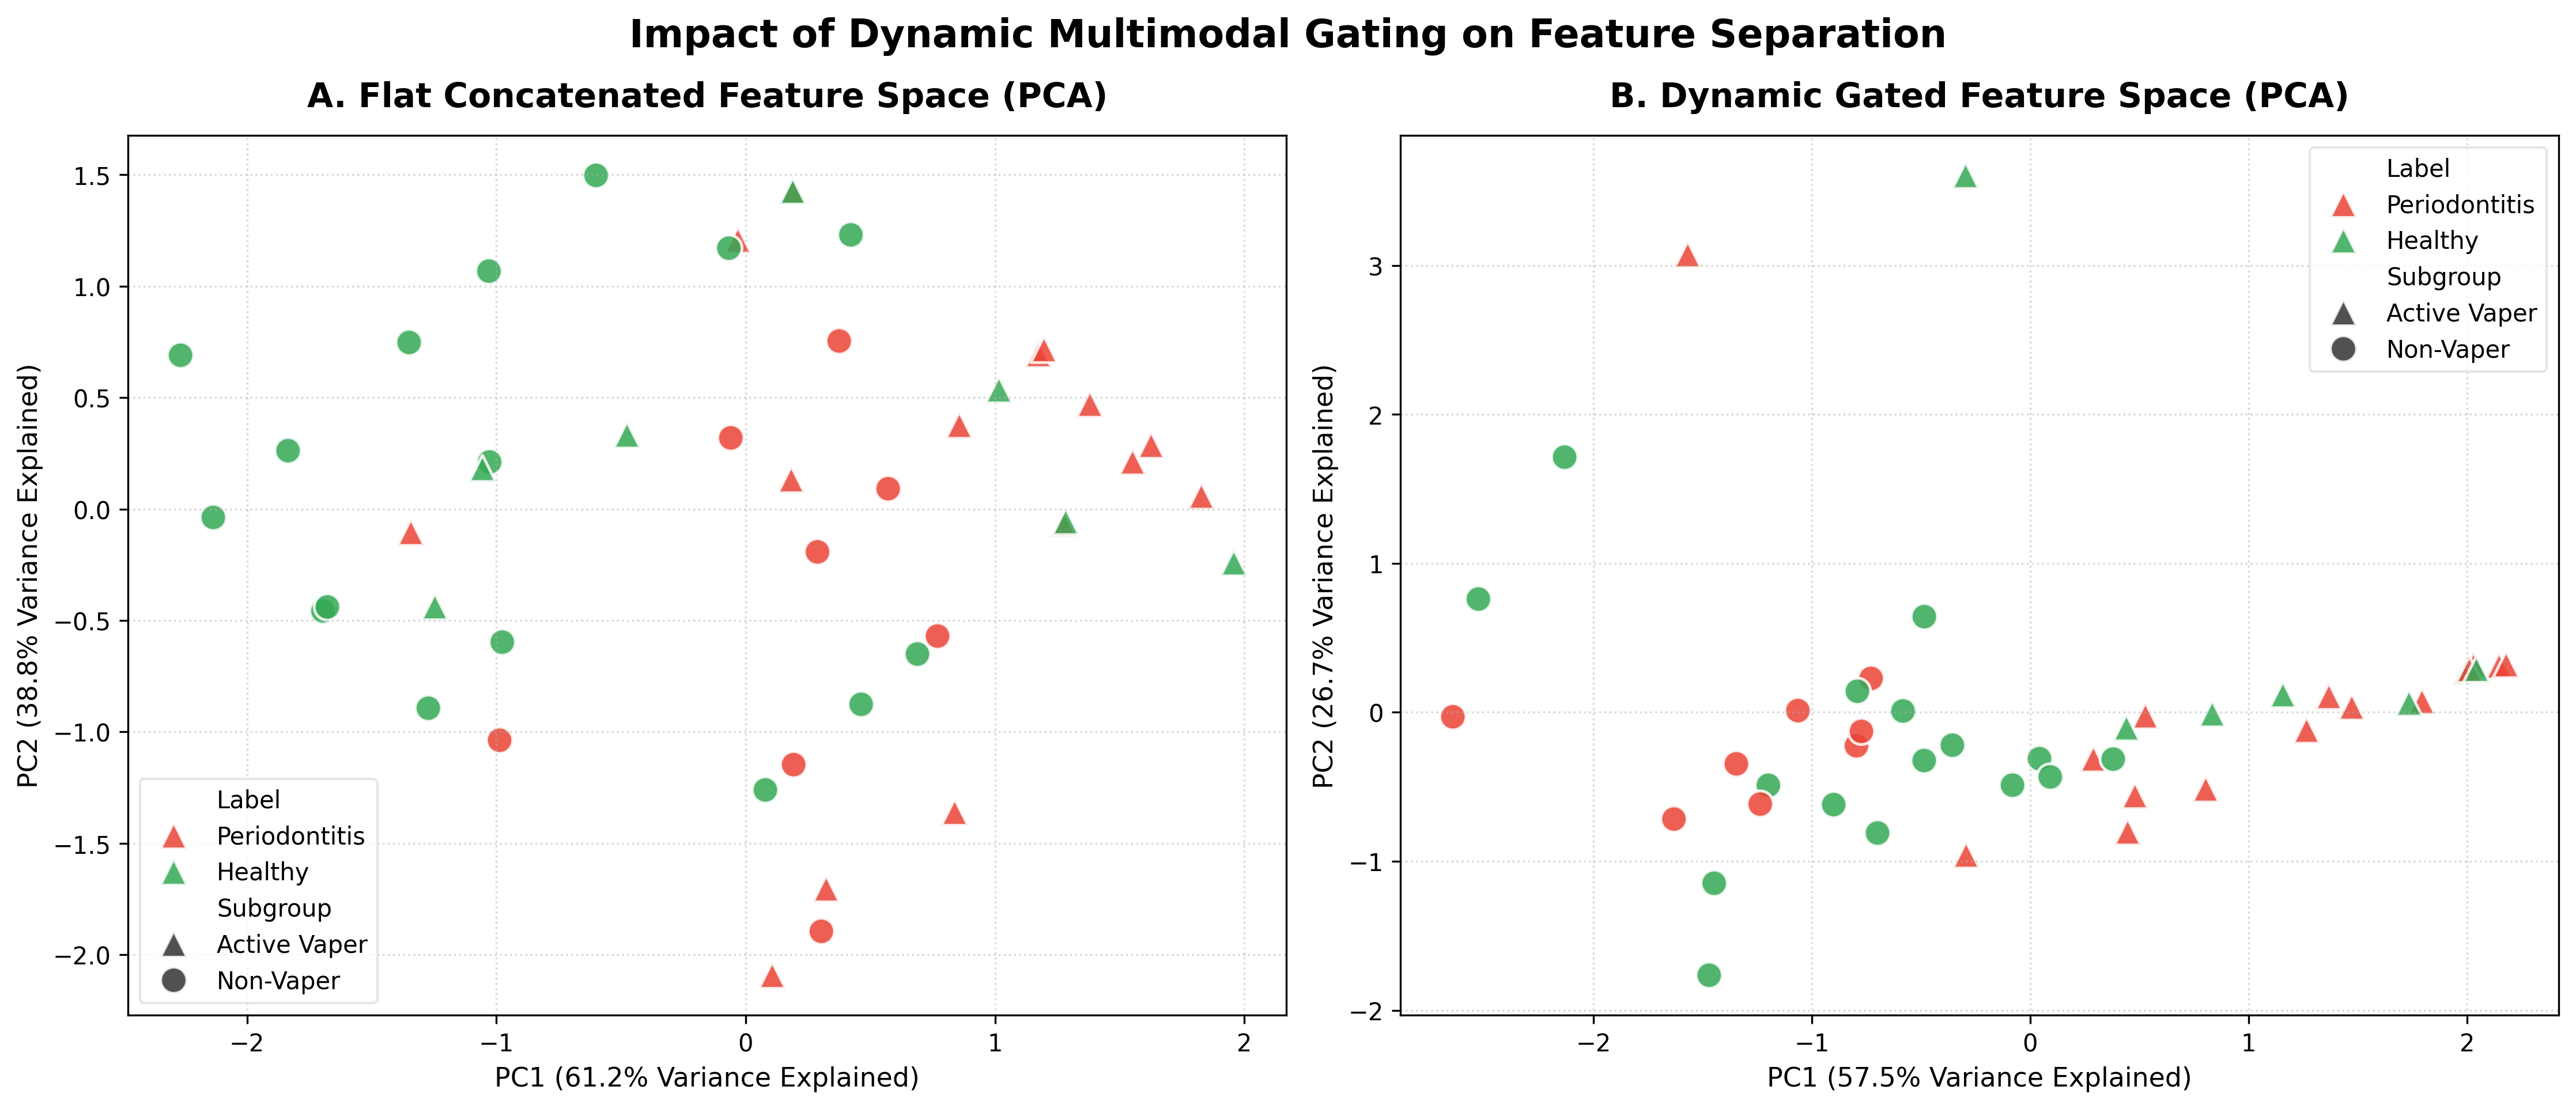 Impact of Dynamic Multimodal Gating on Feature Separation
A. Flat Concatenated Feature Space (PCA)
PC2 (38.8% Variance Explained)
1.5
1.0
0.5
0.0
−0.5
−1.0
−1.5
−2.0
Label
Periodontitis
Healthy
Subgroup
Active Vaper
Non-Vaper
−2
−1
0
1
2
PC1 (61.2% Variance Explained)
B. Dynamic Gated Feature Space (PCA)
PC2 (26.7% Variance Explained)
3
2
1
0
−1
−2
Label
Periodontitis
Healthy
Subgroup
Active Vaper
Non-Vaper
−2
−1
0
1
2
PC1 (57.5% Variance Explained)